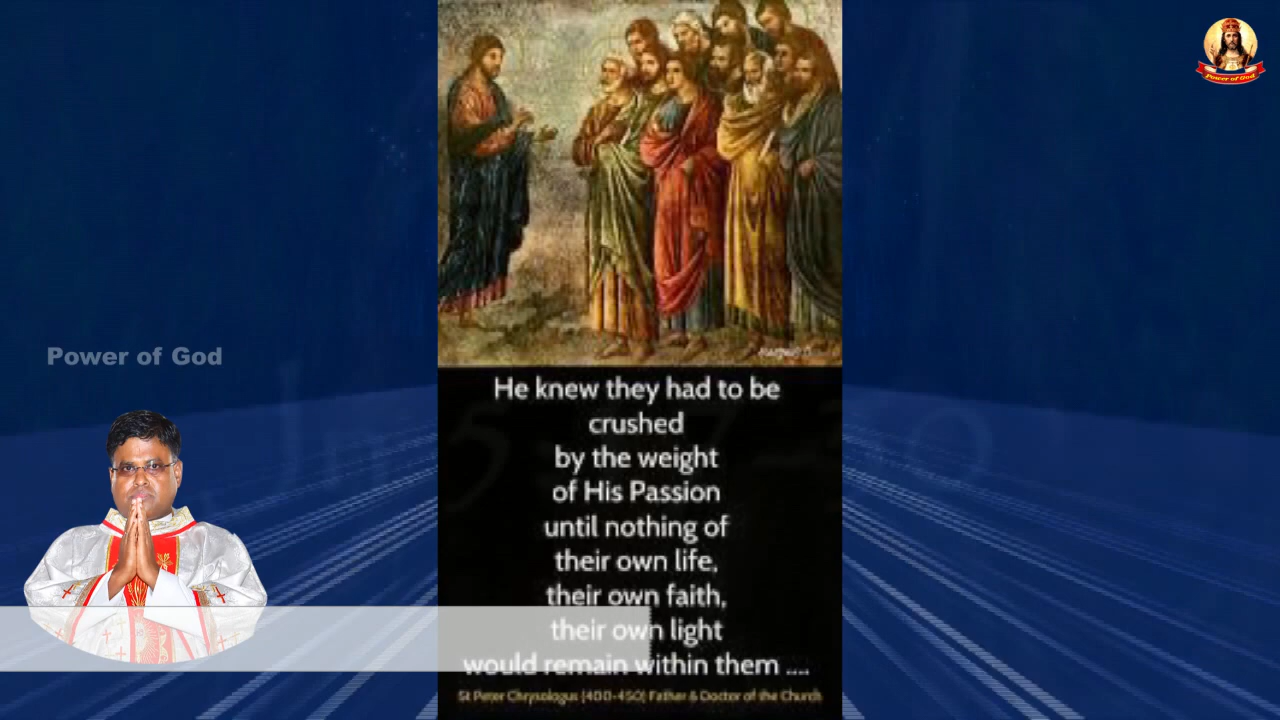 Power of God
Power of God
He knew they had to be
crushed
by the weight
of His Passion
until nothing of
their own life,
their own faith,
their own light
would remain within them ....
St Peter Chrysologus (400-450) Father & Doctor of the Church